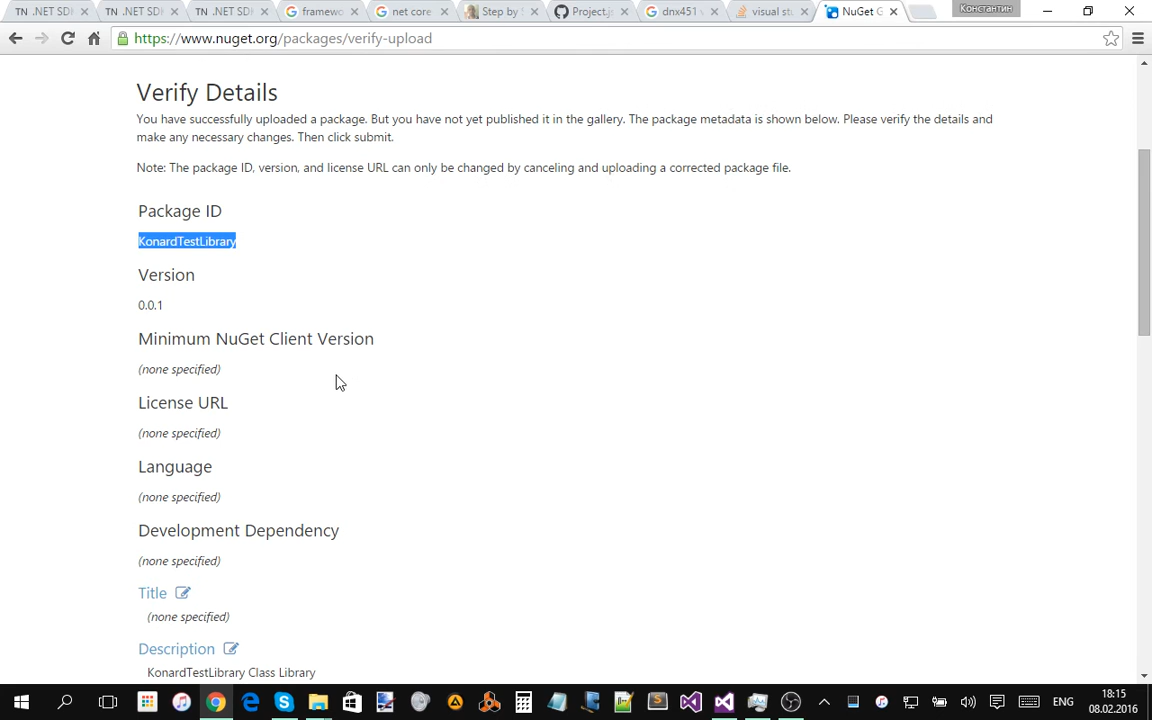 TN .NET SDI
TN .NET SDI
TN .NET SDI
framewo
net core
Step by
Project.j
dnx451 v
visual stu
NuGet G
Константин
https://www.nuget.org/packages/verify-upload
Verify Details
You have successfully uploaded a package. But you have not yet published it in the gallery. The package metadata is shown below. Please verify the details and
make any necessary changes. Then click submit.
Note: The package ID, version, and license URL can only be changed by canceling and uploading a corrected package file.
Package ID
KonardTestLibrary
Version
0.0.1
Minimum NuGet Client Version
(none specified)
License URL
(none specified)
Language
(none specified)
Development Dependency
(none specified)
Title
(none specified)
Description
KonardTestLibrary Class Library
ENG
18:15
08.02.2016